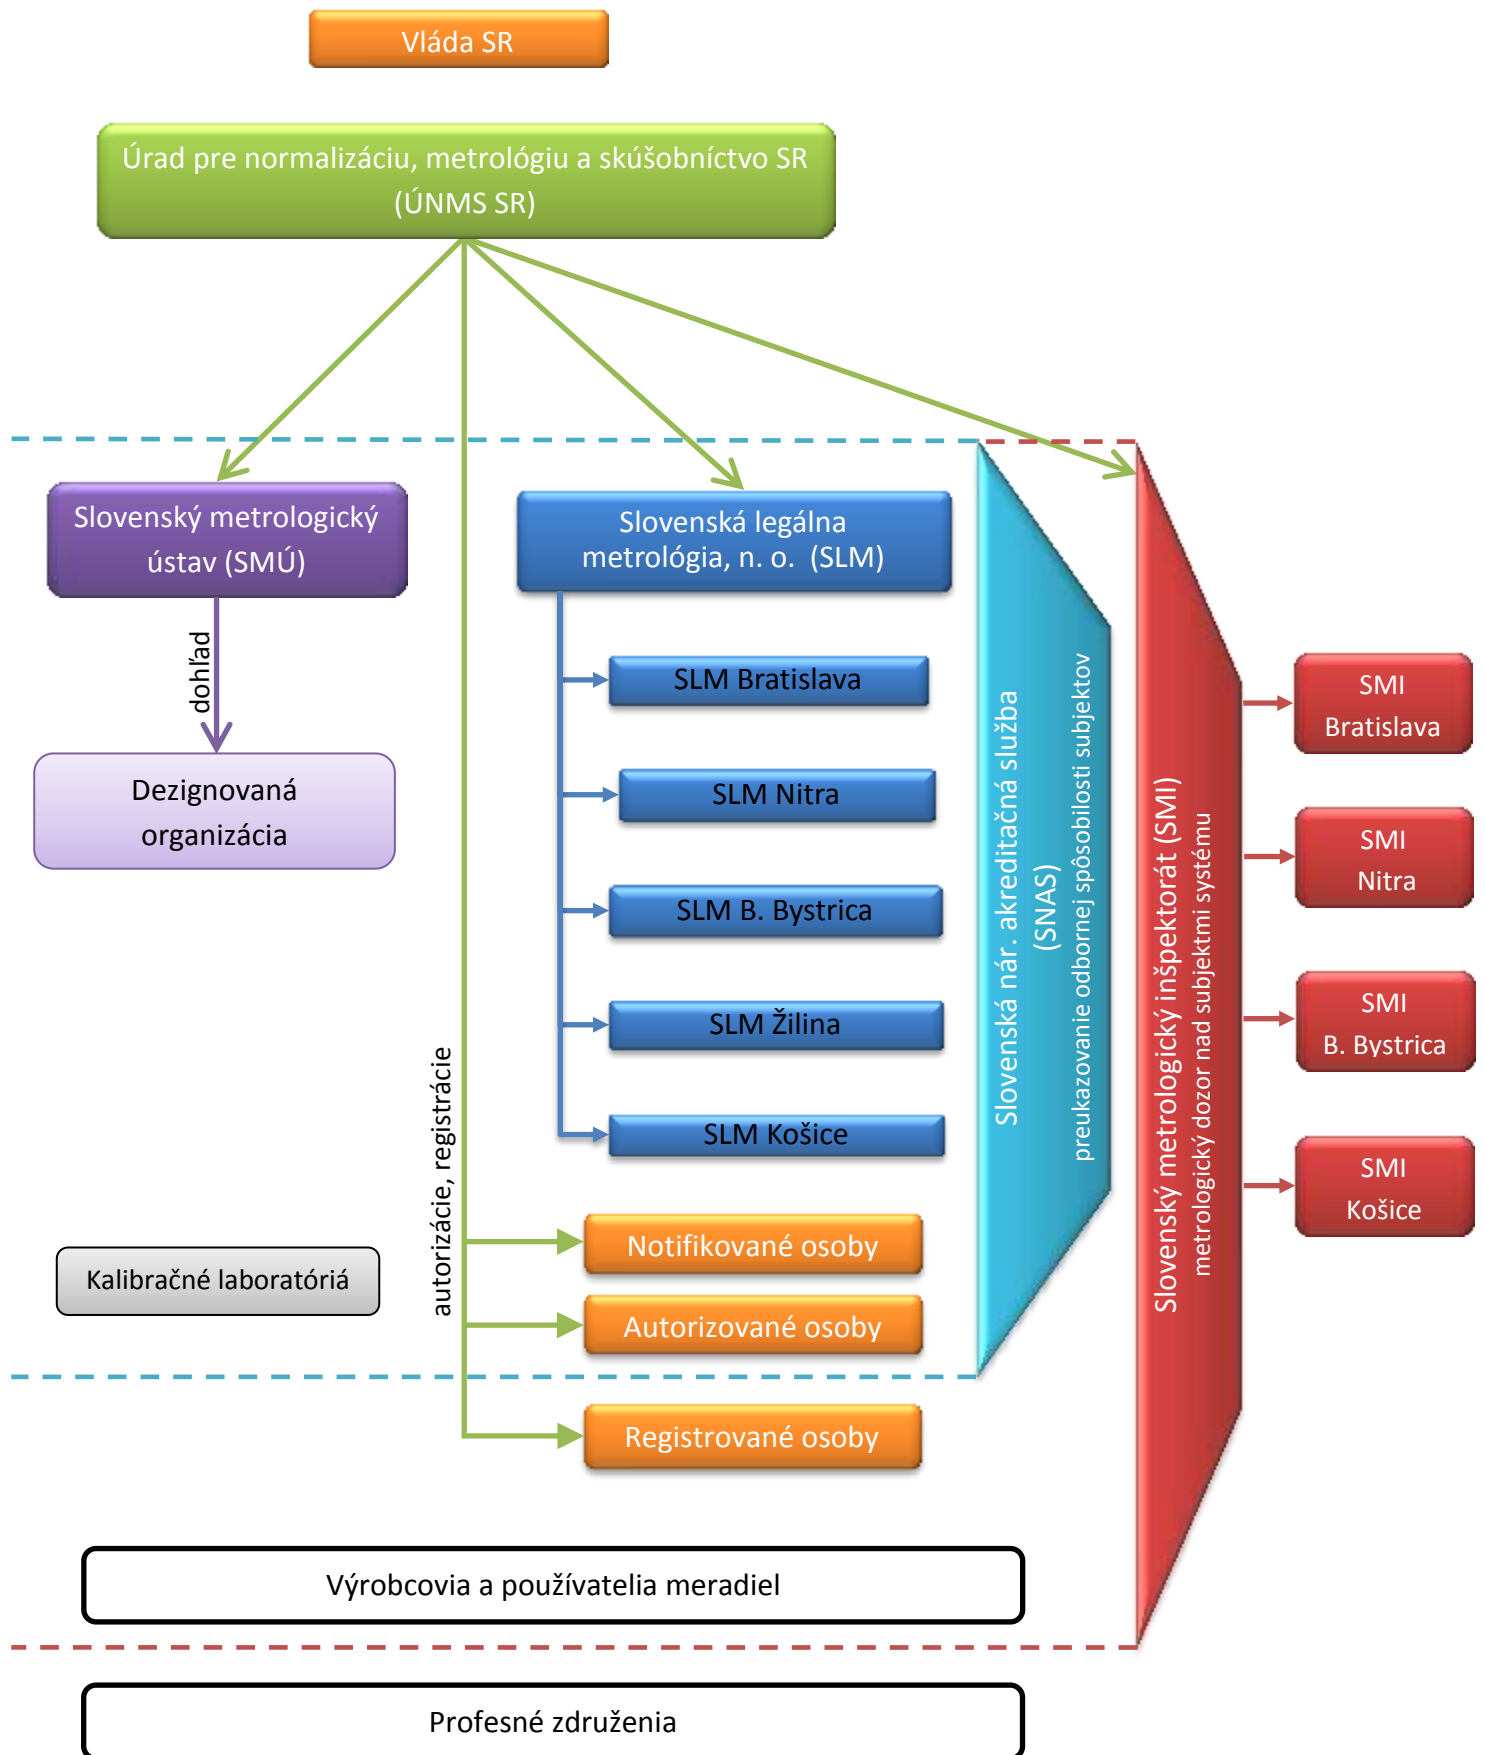 Vláda SR
Úrad pre normalizáciu, metrológiu a skúšobníctvo SR
(ÚNMS SR)
Slovenský metrologický
ústav (SMÚ)
dohľad
Dezignovaná
organizácia
Kalibračné laboratóriá
autorizácie, registrácie
Slovenská legálna
metrológia, n. o. (SLM)
SLM Bratislava
SLM Nitra
SLM B. Bystrica
SLM Žilina
SLM Košice
Notifikované osoby
Autorizované osoby
Registrované osoby
Slovenská nár. akreditačná služba
(SNAS)
preukazovanie odbornej spôsobilosti subjektov
Slovenský metrologický inšpektorát (SMI)
metrologický dozor nad subjektmi systému
SMI
Bratislava
SMI
Nitra
SMI
B. Bystrica
SMI
Košice
Výrobcovia a používatelia meradiel
Profesné združenia